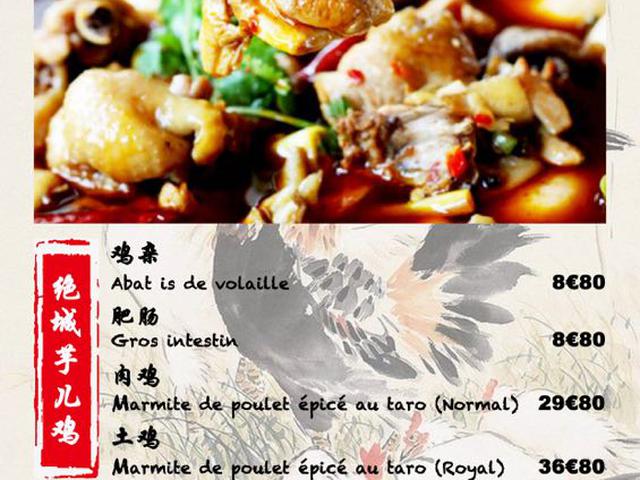 绝城芋儿鸡
鸡杂
Abat is de volaille 8€80
肥肠
Gros intestin 8€80
肉鸡
Marmite de poulet épicé au taro (Normal) 29€80
土鸡
Marmite de poulet épicé au taro (Royal) 36€80